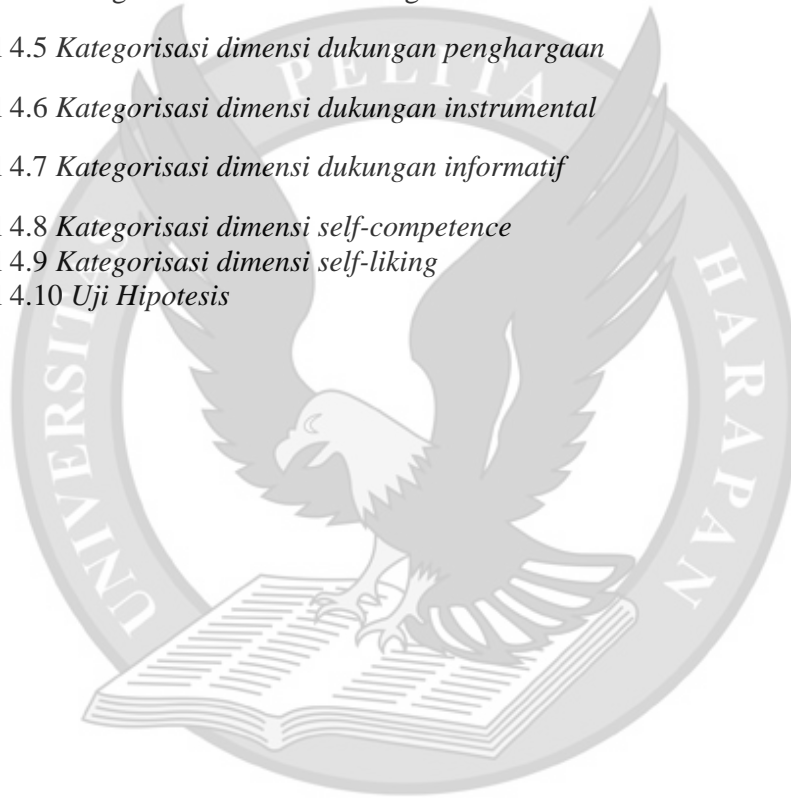 4.5 Kategorisasi dimensi dukungan penghargaan
4.6 Kategorisasi dimensi dukungan instrumental
4.7 Kategorisasi dimensi dukungan informatif
4.8 Kategorisasi dimensi self-competence
4.9 Kategorisasi dimensi self-liking
4.10 Uji Hipotesis
UNIVERSITAS PELITA HARAPAN